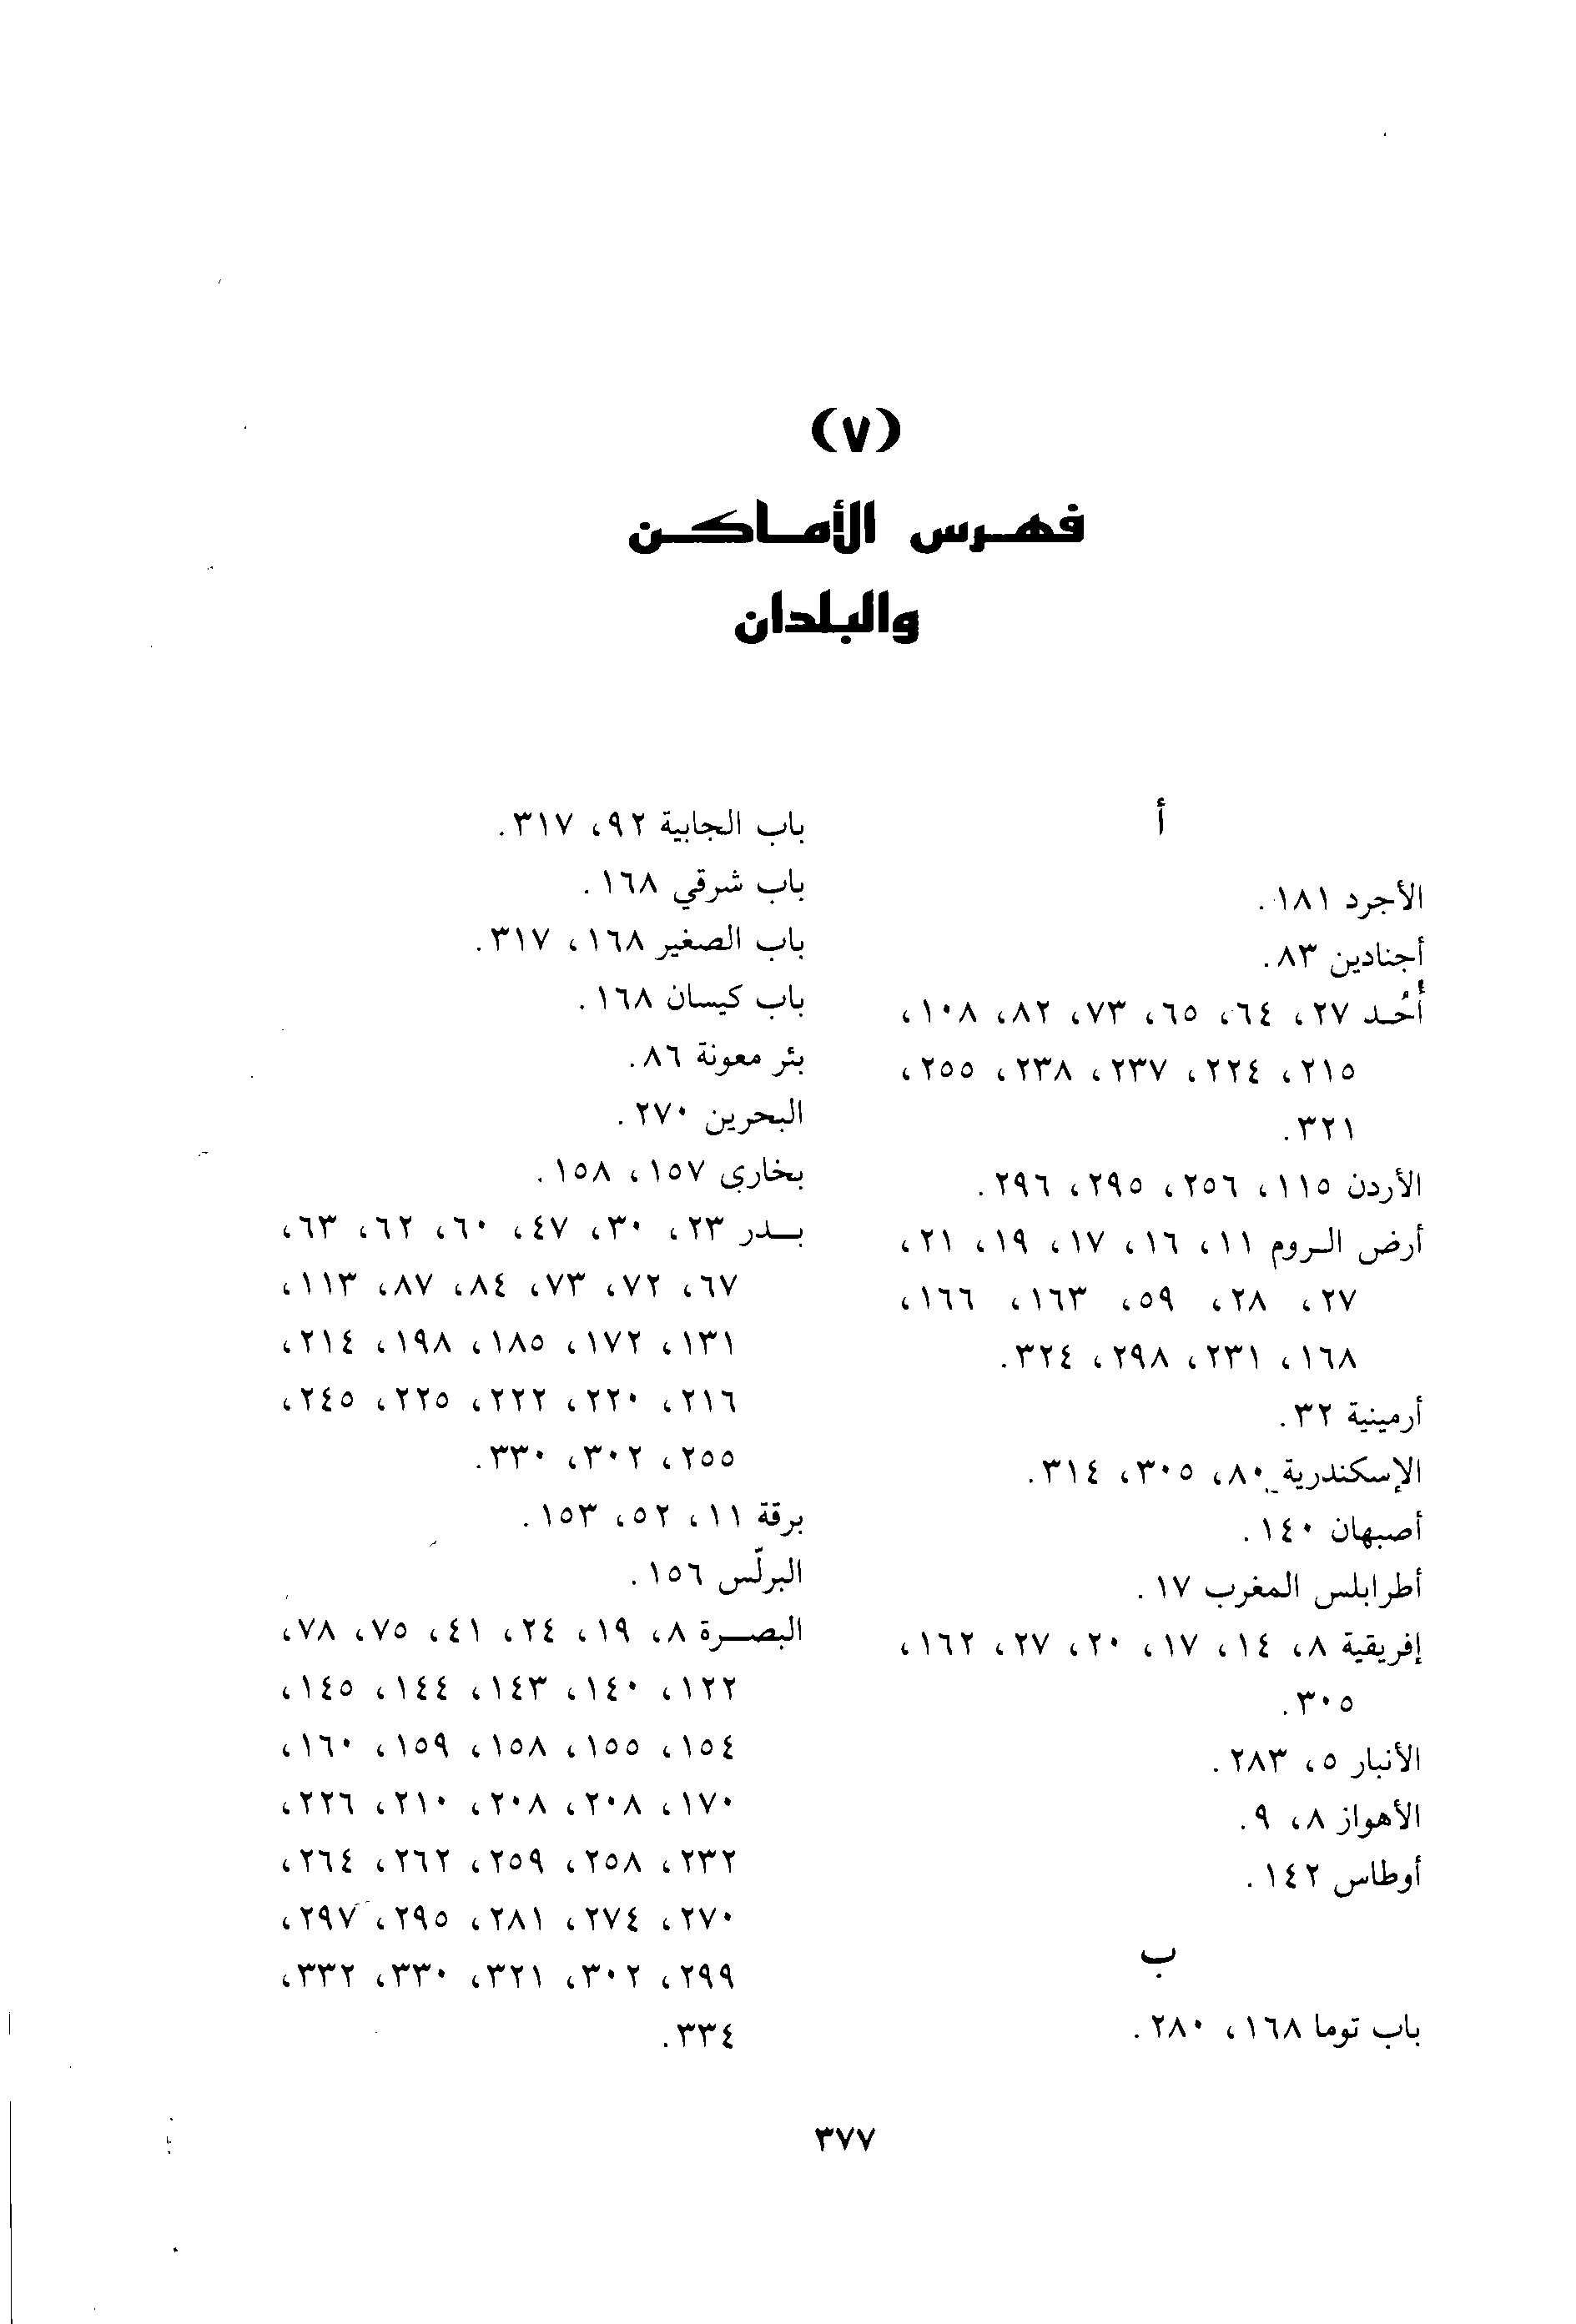 (٧)
فهرس الأماكن
والبلدان
أ
الأجرد ١٨١.
أجنادين ٨٣.
أُحُد ٢٧، ٦٤، ٦٥، ٧٣، ٨٢، ١٠٨،
٢١٥، ٢٢٤، ٢٣٧، ٢٣٨، ٢٥٥،
٣٢١.
الأردن ١١٥، ٢٥٦، ٢٩٥، ٢٩٦.
أرض الروم ١١، ١٦، ١٧، ١٩، ٢١،
٢٧، ٢٨، ٥٩، ١٦٣، ١٦٦،
١٦٨، ٢٣١، ٢٩٨، ٣٢٤.
أرمينية ٣٢.
الإسكندرية ٨٠، ٣٠٥، ٣١٤.
أصبهان ١٤٠.
أطرابلس المغرب ١٧.
إفريقية ٨، ١٤، ١٧، ٢٠، ٢٧، ١٦٢،
٣٠٥.
الأنبار ٥، ٢٨٣.
الأهواز ٨، ٩.
أوطاس ١٤٢.
ب
باب توما ١٦٨، ٢٨٠.
باب الجابية ٩٢، ٣١٧.
باب شرقي ١٦٨.
باب الصغير ١٦٨، ٣١٧.
باب كيسان ١٦٨.
بئر معونة ٨٦.
البحرين ٢٧٠.
بخارى ١٥٧، ١٥٨.
بدر ٢٣، ٣٠، ٤٧، ٦٠، ٦٢، ٦٣،
٦٧، ٧٢، ٧٣، ٨٤، ٨٧، ١١٣،
١٣١، ١٧٢، ١٨٥، ١٩٨، ٢١٤،
٢١٦، ٢٢٠، ٢٢٢، ٢٢٥، ٢٤٥،
٢٥٥، ٣٠٢، ٣٣٠.
برقة ١١، ٥٢، ١٥٣.
البرلّس ١٥٦.
البصرة ٨، ١٩، ٢٤، ٤١، ٧٥، ٧٨،
١٢٢، ١٤٠، ١٤٣، ١٤٤، ١٤٥،
١٥٤، ١٥٥، ١٥٨، ١٥٩، ١٦٠،
١٧٠، ٢٠٨، ٢٠٨، ٢١٠، ٢٢٦،
٢٣٢، ٢٥٨، ٢٥٩، ٢٦٢، ٢٦٤،
٢٧٠، ٢٧٤، ٢٨١، ٢٩٥، ٢٩٧،
٢٩٩، ٣٠٢، ٣٢١، ٣٣٠، ٣٣٢،
٣٣٤.
٣٧٧